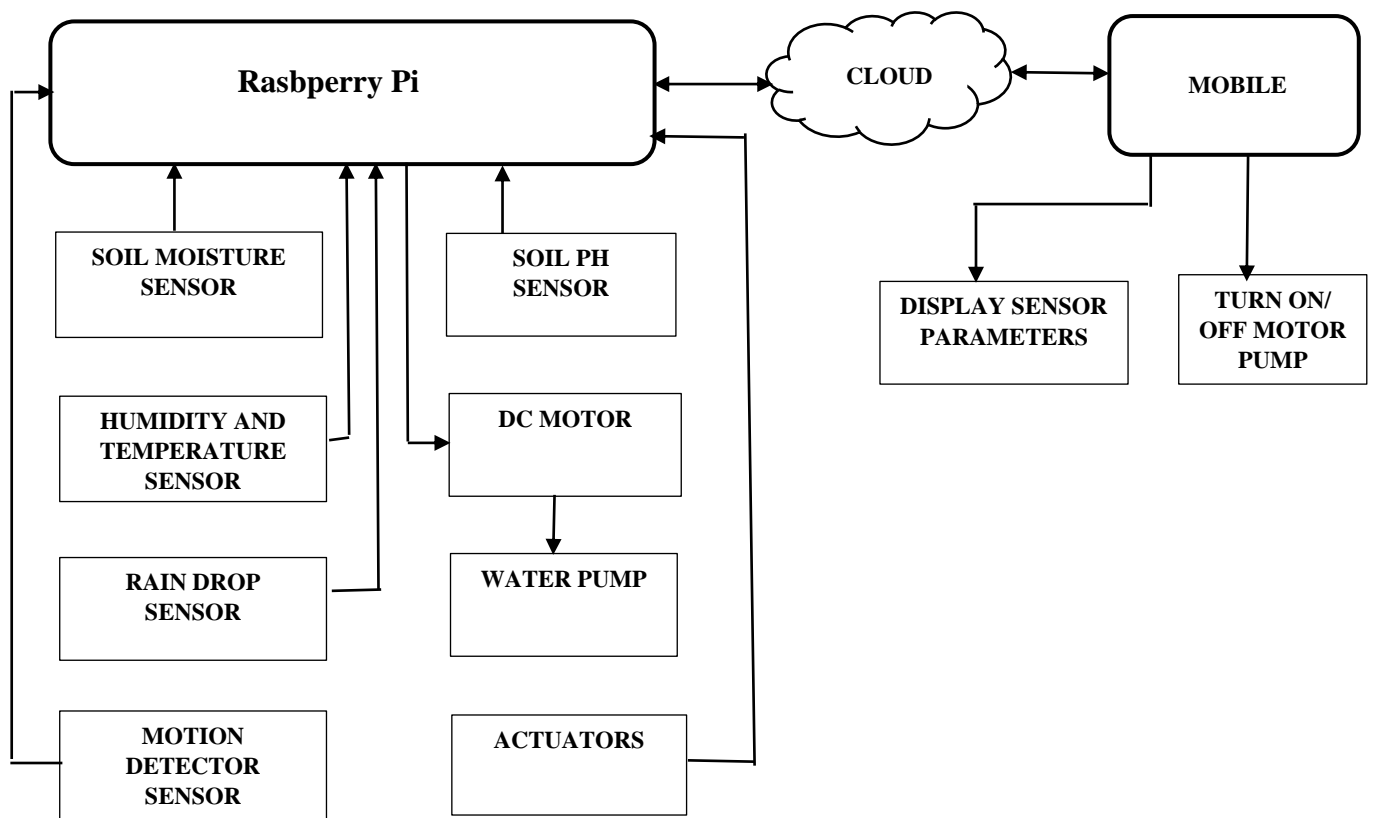 Rasbperry Pi
CLOUD
MOBILE
SOIL MOISTURE
SENSOR
SOIL PH
SENSOR
DISPLAY SENSOR
PARAMETERS
TURN ON/
OFF MOTOR
PUMP
HUMIDITY AND
TEMPERATURE
SENSOR
DC MOTOR
RAIN DROP
SENSOR
WATER PUMP
MOTION
DETECTOR
SENSOR
ACTUATORS